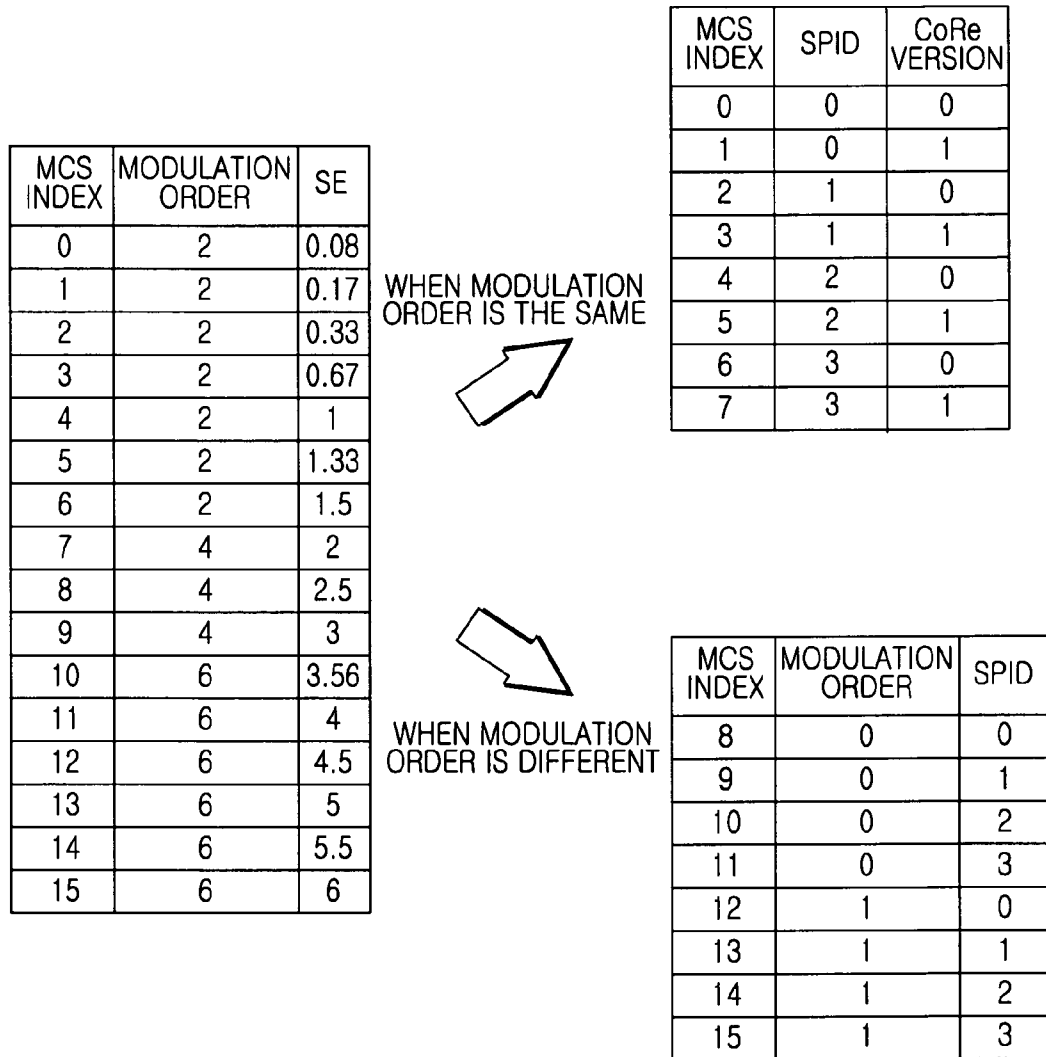 MCS INDEX MODULATION ORDER SE
0 2 0.08
1 2 0.17
2 2 0.33
3 2 0.67
4 2 1
5 2 1.33
6 2 1.5
7 4 2
8 4 2.5
9 4 3
10 6 3.56
11 6 4
12 6 4.5
13 6 5
14 6 5.5
15 6 6
WHEN MODULATION
ORDER IS THE SAME
MCS INDEX SPID CoRe VERSION
0 0 0
1 0 1
2 1 0
3 1 1
4 2 0
5 2 1
6 3 0
7 3 1
WHEN MODULATION
ORDER IS DIFFERENT
MCS INDEX MODULATION ORDER SPID
8 0 0
9 0 1
10 0 2
11 0 3
12 1 0
13 1 1
14 1 2
15 1 3